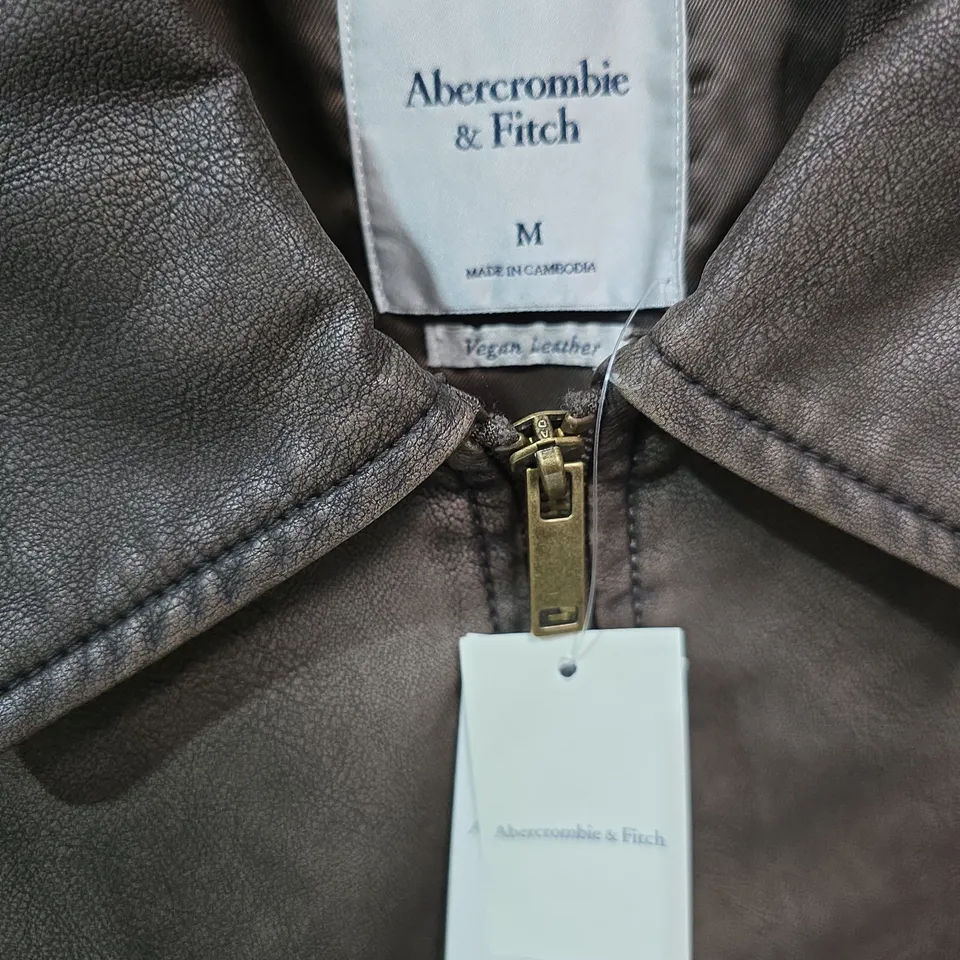 Abercrombie
& Fitch
M
MADE IN CAMBODIA
Vegan Leather
Abercrombie & Fitch